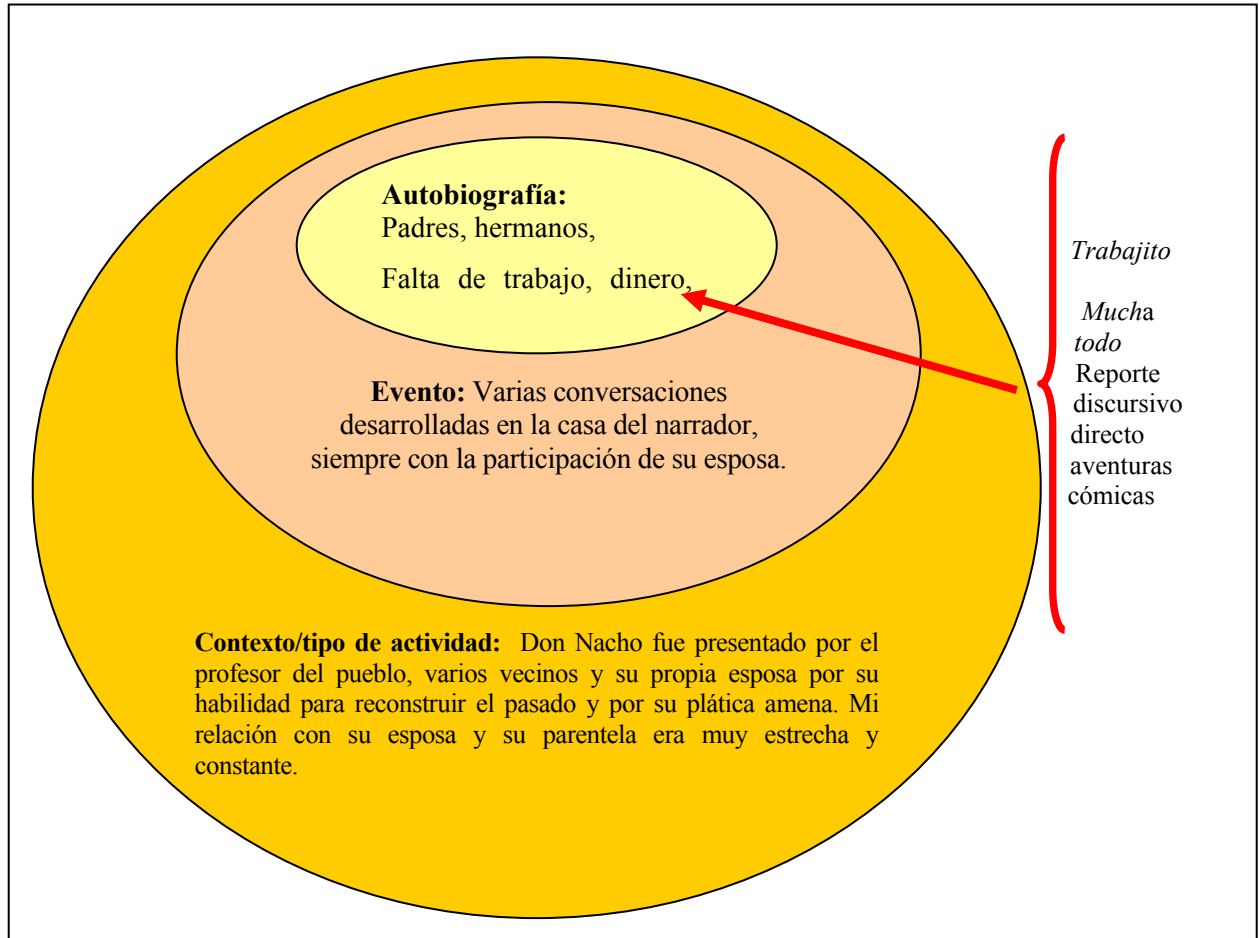 Autobiografía:
Padres, hermanos,
Falta de trabajo, dinero,
Evento: Varias conversaciones
desarrolladas en la casa del narrador,
siempre con la participación de su esposa.
Contexto/tipo de actividad: Don Nacho fue presentado por el
profesor del pueblo, varios vecinos y su propia esposa por su
habilidad para reconstruir el pasado y por su plática amena. Mi
relación con su esposa y su parentela era muy estrecha y
constante.
Trabajito
Mucha
todo
Reporte
discursivo
directo
aventuras
cómicas